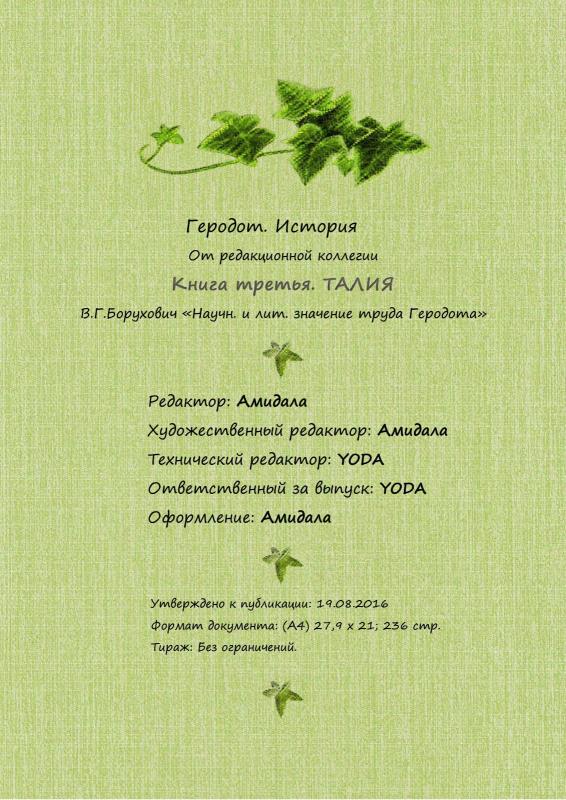 Геродот. История
От редакционной коллегии
Книга третья. ТАЛИЯ
В.Г.Борухович «Научн. и лит. значение труда Геродота»
Редактор: Амидала
Художественный редактор: Амидала
Технический редактор: YODA
Ответственный за выпуск: YODA
Оформление: Амидала
Утверждено к публикации: 19.08.2016
Формат документа: (А4) 27,9 х 21; 236 стр.
Тираж: Без ограничений.